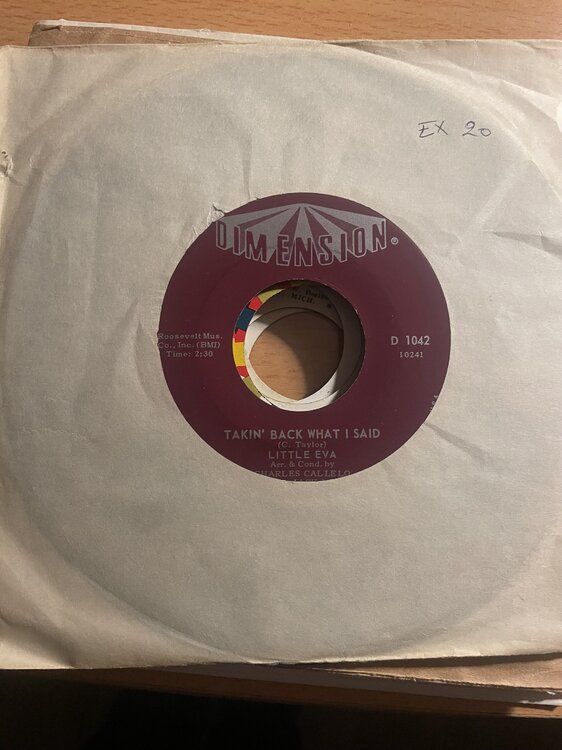 EX 20
DIMENSION®
Roosevelt Mus.
Co., Inc. (BMI)
Time: 2:30
D 1042
10241
MICH
TAKIN' BACK WHAT I SAID
(C. Taylor)
LITTLE EVA
Arr. & Cond. by
CHARLES CALLELO